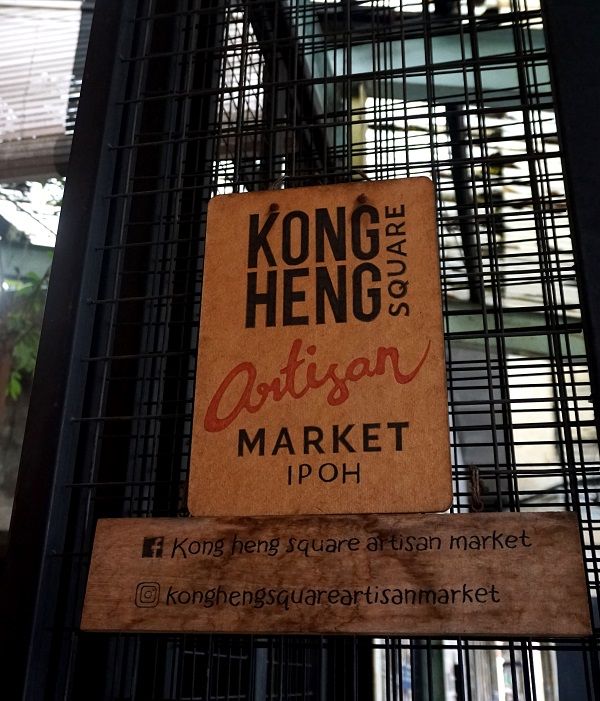 KONG
HENG
SQUARE
Artisan
MARKET
IPOH
Kong heng square artisan market
konghengsquareartisanmarket